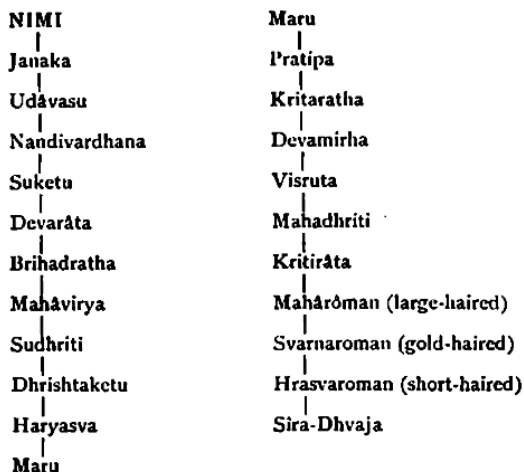 NIMI
Janaka
Udâvasu
Nandivardhana
Suketu
Devarâta
Brihadratha
Mahâvirya
Sudhriti
Dhrishtaketu
Haryasva
Maru
Maru
Pratipa
Kritaratha
Devamirha
Visruta
Mahadhriti
Kritirâta
Mahârôman (large-haired)
Svarnaroman (gold-haired)
Hrasvaroman (short-haired)
Sîra-Dhvaja